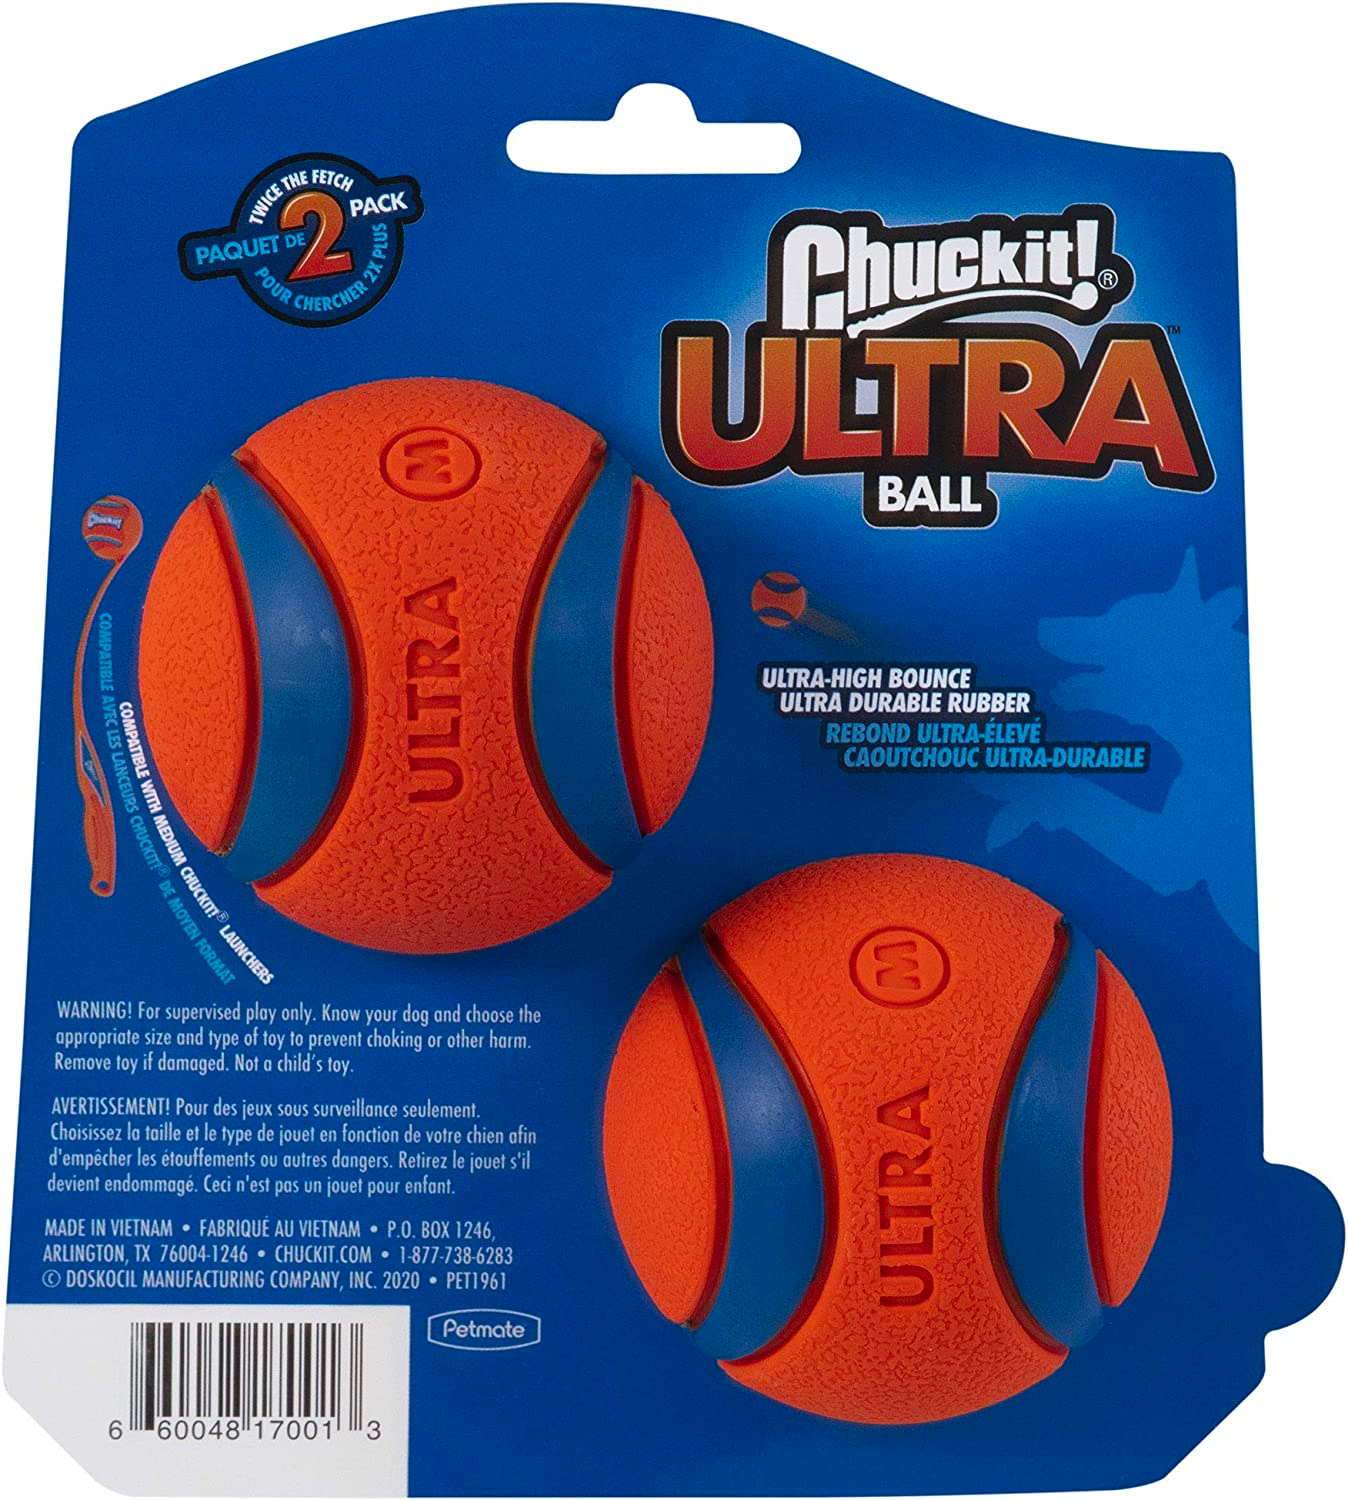 TWICE THE FETCH
2 PACK
PAQUET DE
POUR CHERCHER 2X PLUS
Chuckit!®
ULTRA™
BALL
M
ULTRA
Chuckit!
COMPATIBLE WITH MEDIUM CHUCKIT!® LAUNCHERS
COMPATIBLE AVEC LES LANCEURS CHUCKIT!® DE MOYEN FORMAT
ULTRA-HIGH BOUNCE
ULTRA DURABLE RUBBER
REBOND ULTRA-ÉLEVÉ
CAOUTCHOUC ULTRA-DURABLE
M
ULTRA
WARNING! For supervised play only. Know your dog and choose the
appropriate size and type of toy to prevent choking or other harm.
Remove toy if damaged. Not a child's toy.
AVERTISSEMENT! Pour des jeux sous surveillance seulement.
Choisissez la taille et le type de jouet en fonction de votre chien afin
d'empêcher les étouffements ou autres dangers. Retirez le jouet s'il
devient endommagé. Ceci n'est pas un jouet pour enfant.
MADE IN VIETNAM • FABRIQUÉ AU VIETNAM • P.O. BOX 1246,
ARLINGTON, TX 76004-1246 • CHUCKIT.COM • 1-877-738-6283
© DOSKOCIL MANUFACTURING COMPANY, INC. 2020 • PET1961
Petmate
6 60048 17001 3